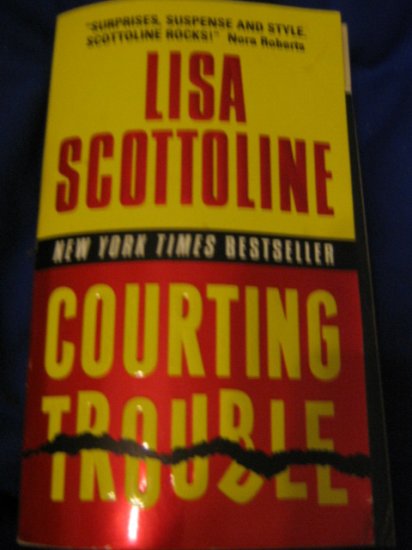 "SURPRISES, SUSPENSE AND STYLE.
SCOTTOLINE ROCKS!" Nora Roberts
LISA
SCOTTOLINE
NEW YORK TIMES BESTSELLER
COURTING
TROUBLE